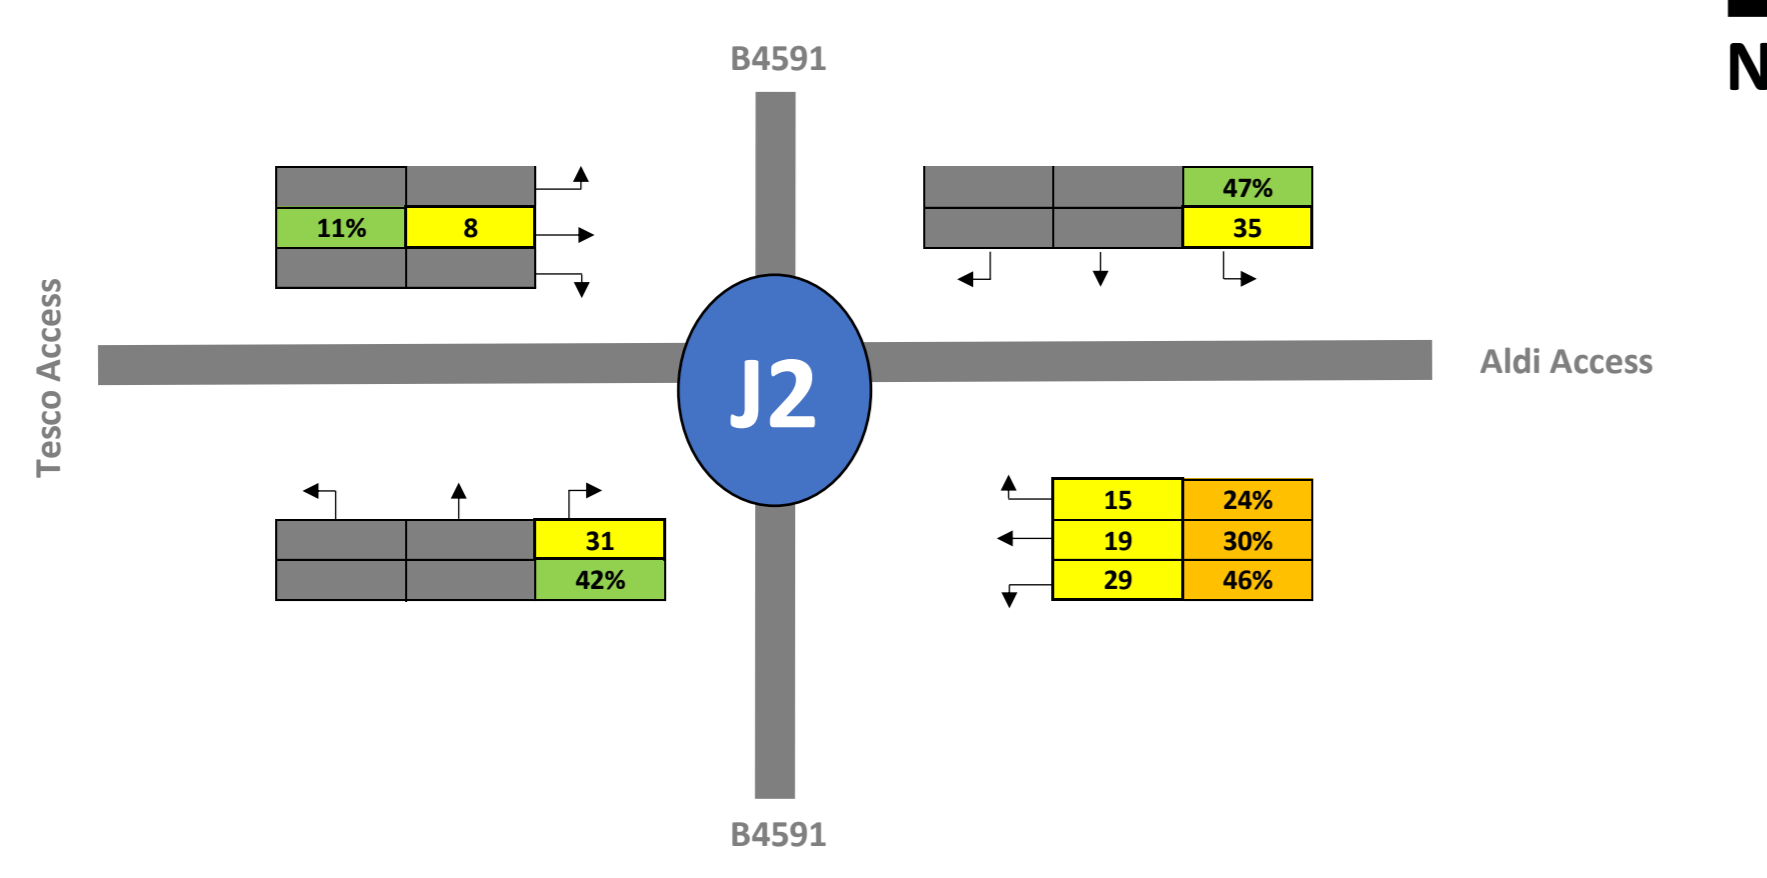 B4591
N
47%
11% 8
35
Tesco Access
J2
Aldi Access
15 24%
31
19 30%
42%
29 46%
B4591